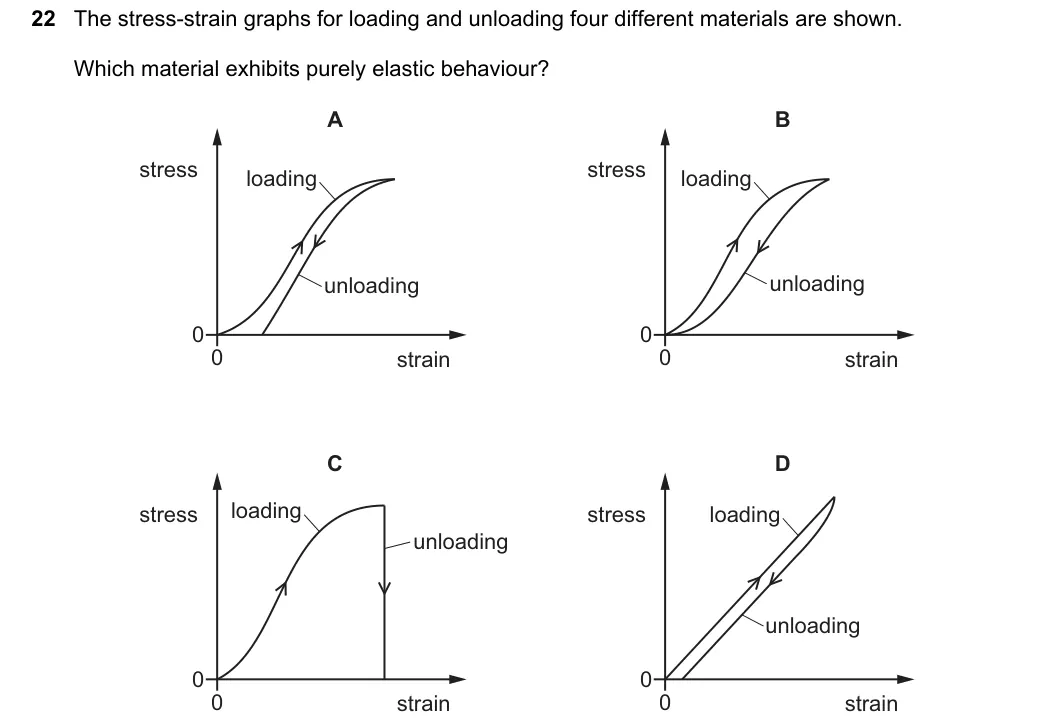 22 The stress-strain graphs for loading and unloading four different materials are shown.
Which material exhibits purely elastic behaviour?
A
stress
loading
unloading
0
0
strain
B
stress
loading
unloading
0
0
strain
C
stress
loading
unloading
0
0
strain
D
stress
loading
unloading
0
0
strain